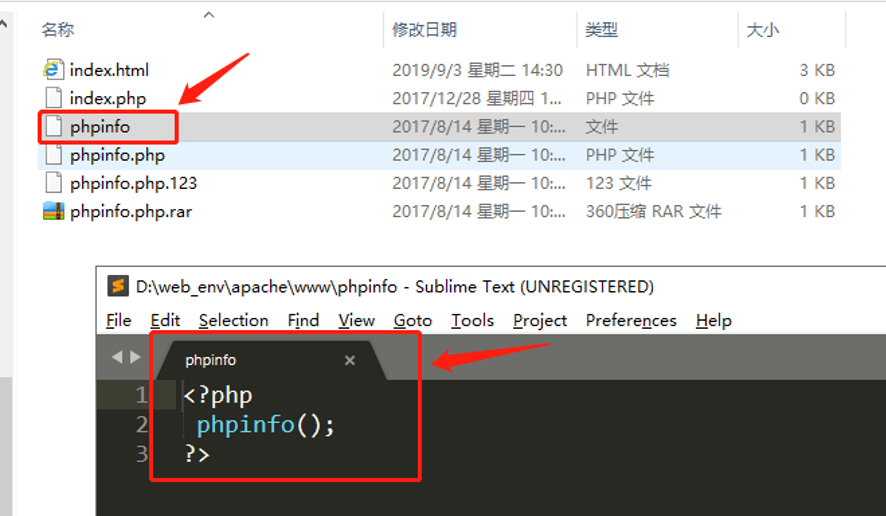 名称 修改日期 类型 大小
index.html 2019/9/3 星期二 14:30 HTML 文档 3 KB
index.php 2017/12/28 星期四 1... PHP 文件 0 KB
phpinfo 2017/8/14 星期一 10:... 文件 1 KB
phpinfo.php 2017/8/14 星期一 10:... PHP 文件 1 KB
phpinfo.php.123 2017/8/14 星期一 10:... 123 文件 1 KB
phpinfo.php.rar 2017/8/14 星期一 10:... 360压缩 RAR 文件 1 KB
D:\web_env\apache\www\phpinfo - Sublime Text (UNREGISTERED)
File Edit Selection Find View Goto Tools Project Preferences Help
phpinfo ×
1 <?php
2 phpinfo();
3 ?>